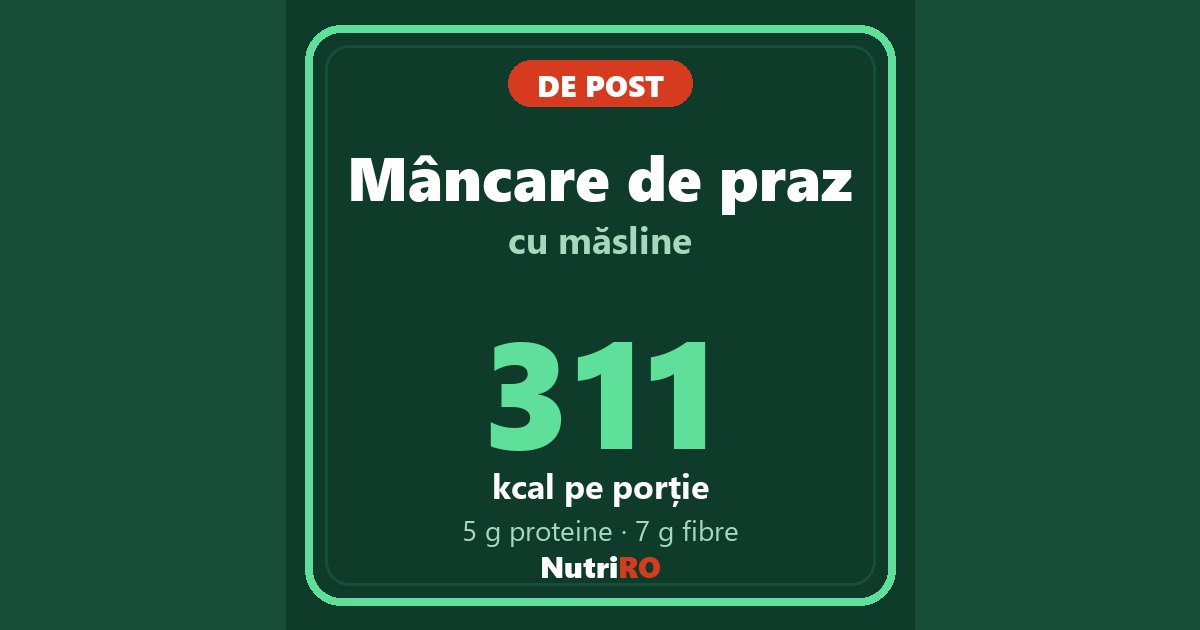 DE POST
Mâncare de praz
cu măsline
311
kcal pe porție
5 g proteine · 7 g fibre
NutriRO